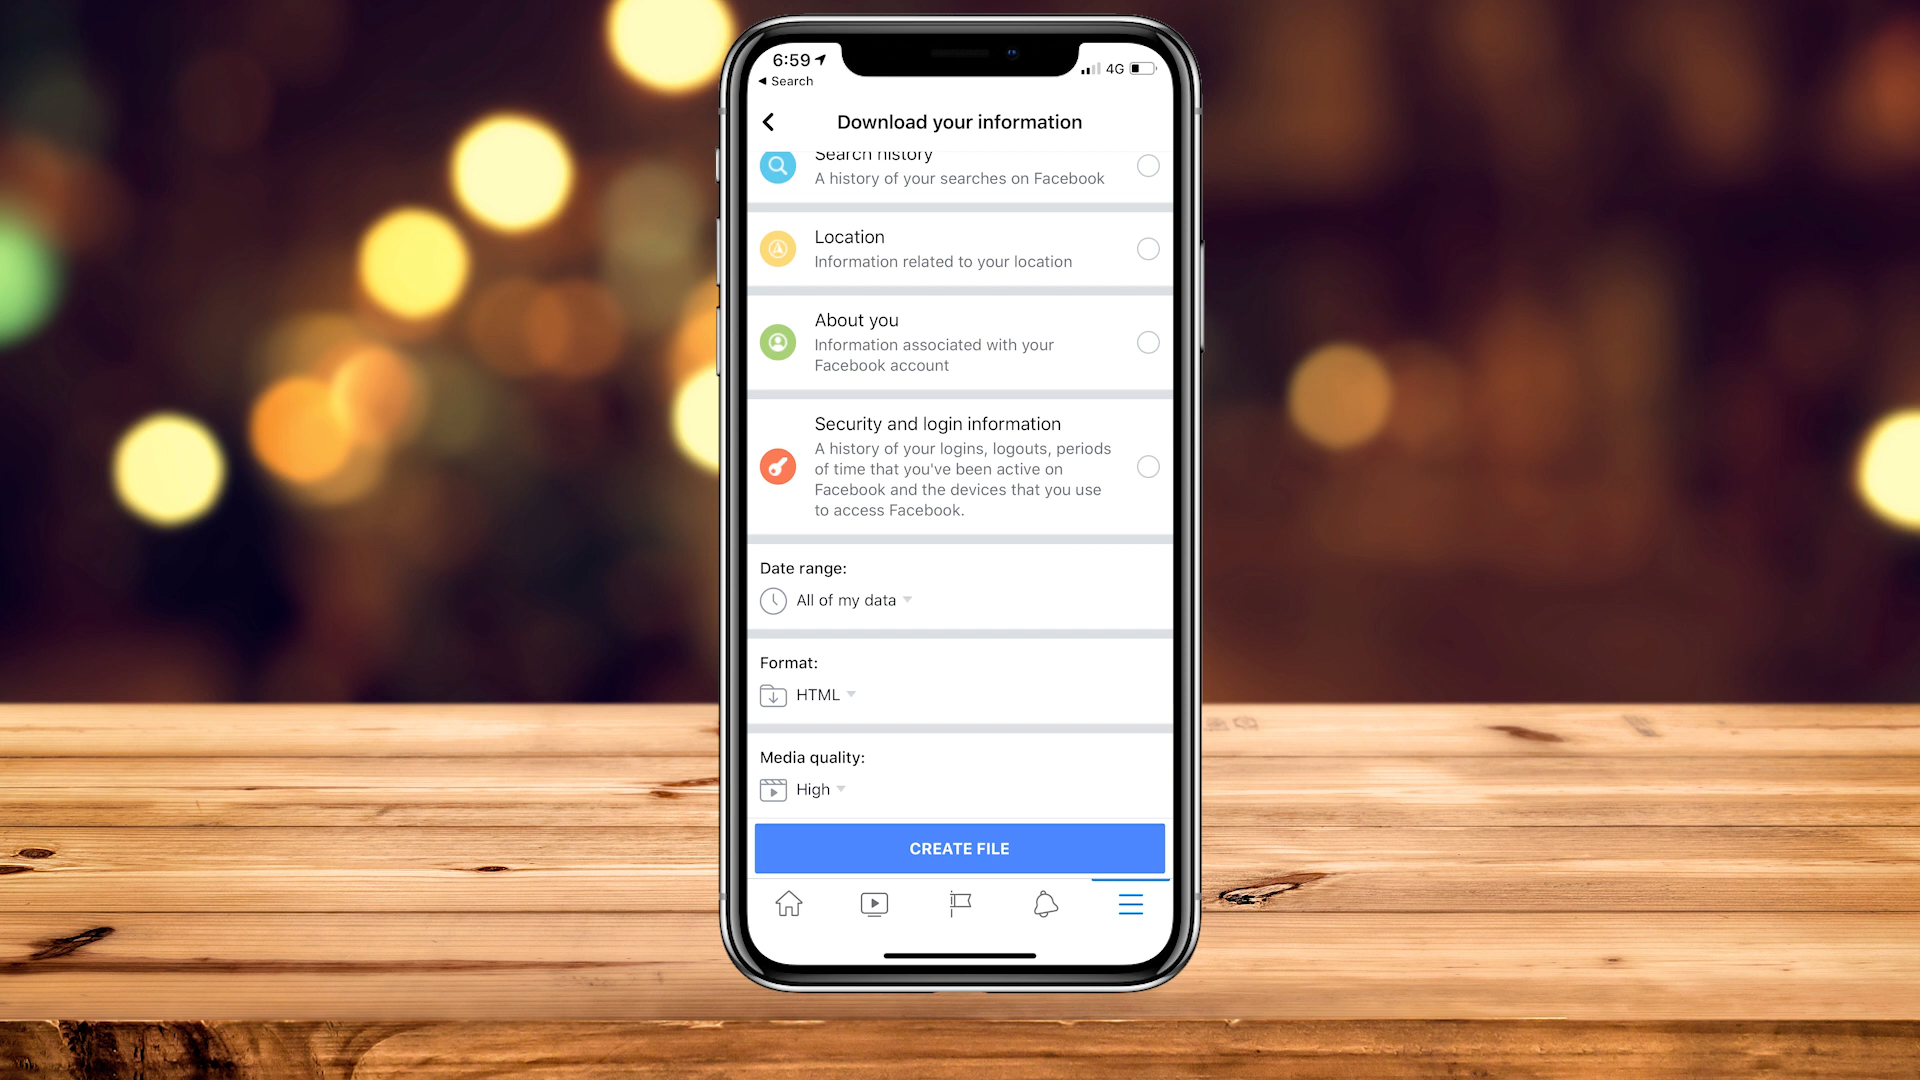 6:59
4G
Search
Download your information
Search history
A history of your searches on Facebook
Location
Information related to your location
About you
Information associated with your
Facebook account
Security and login information
A history of your logins, logouts, periods
of time that you've been active on
Facebook and the devices that you use
to access Facebook.
Date range:
All of my data
Format:
HTML
Media quality:
High
CREATE FILE